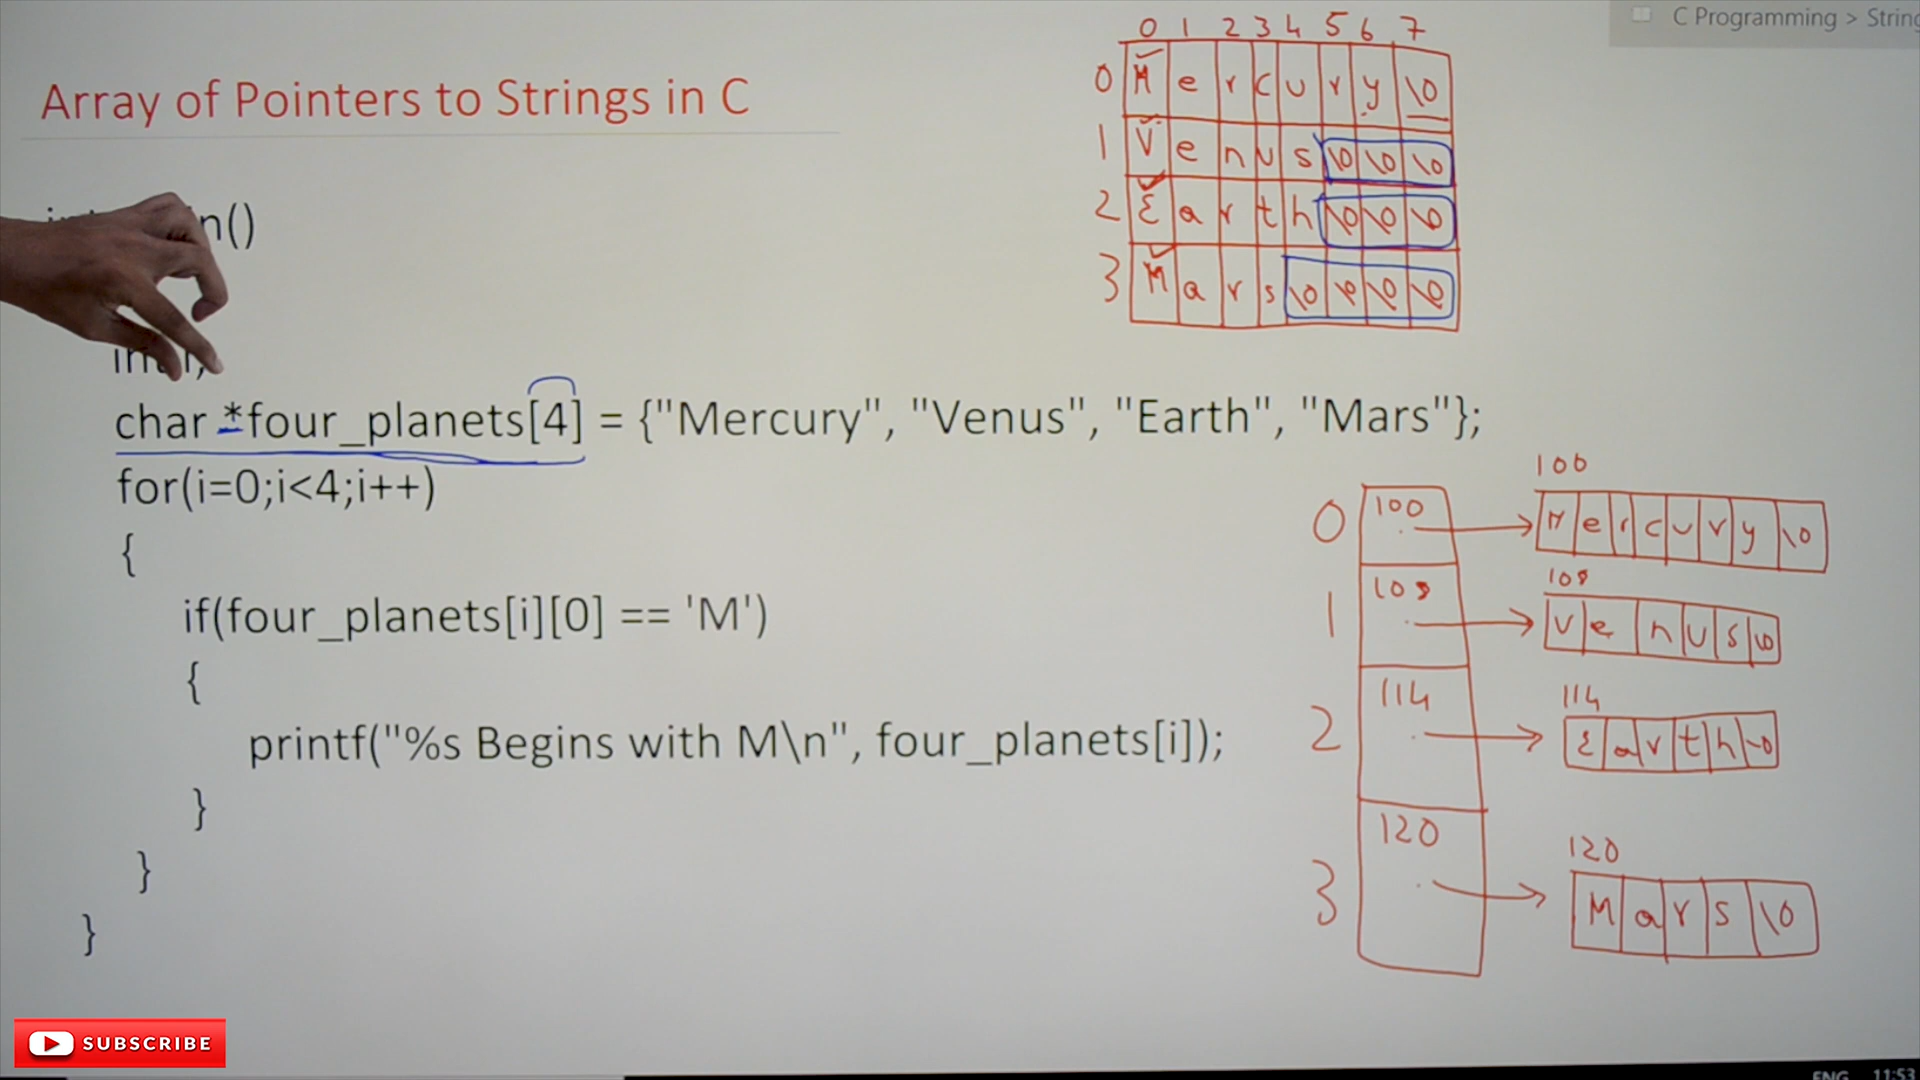 C Programming > String
Array of Pointers to Strings in C
0 1 2 3 4 5 6 7
0 M e r c u r y \0
1 V e n u s \0 \0 \0
2 E a r t h \0 \0 \0
3 M a r s \0 \0 \0 \0
n()
char *four_planets[4] = {"Mercury", "Venus", "Earth", "Mars"};
for(i=0;i<4;i++)
{
if(four_planets[i][0] == 'M')
{
printf("%s Begins with M\n", four_planets[i]);
}
}
}
100
0 100 M e r c u r y \0
108
1 108 V e n u s \0
114
2 114 E a r t h \0
120
3 120 M a r s \0
SUBSCRIBE
ENG 11:53